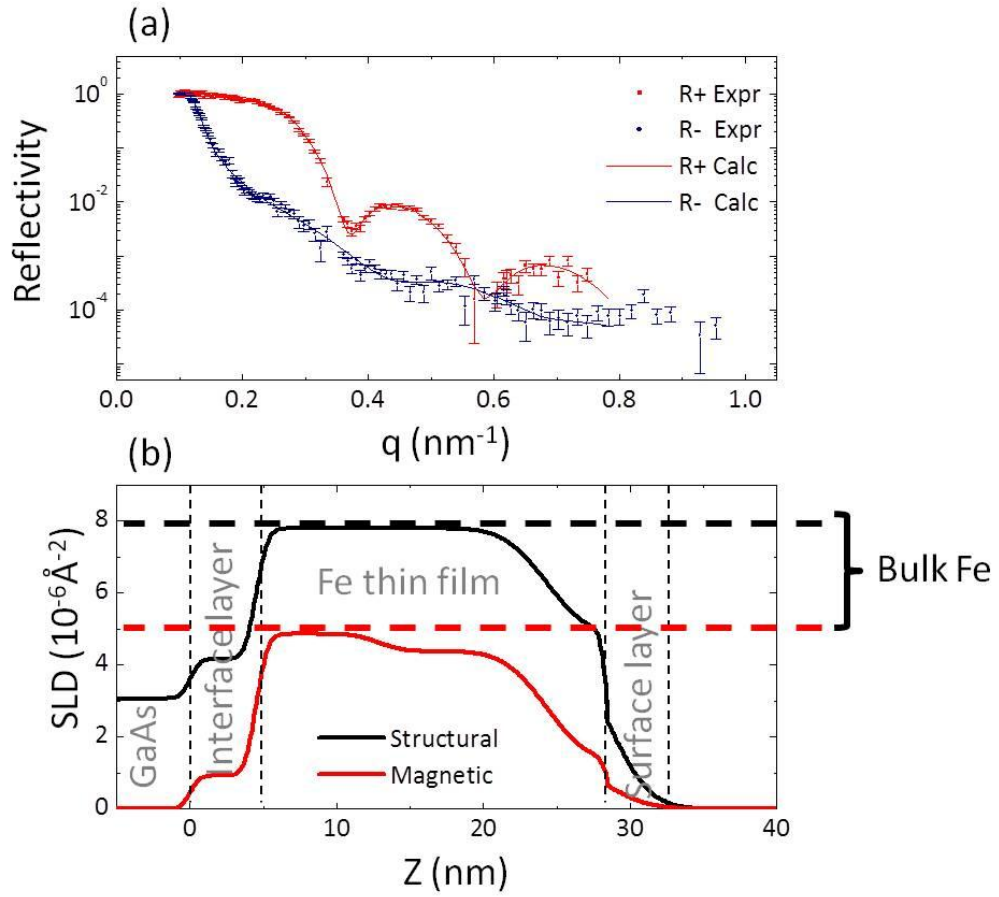 (a)
10⁰
10⁻²
10⁻⁴
Reflectivity
R+ Expr
R- Expr
R+ Calc
R- Calc
0.0 0.2 0.4 0.6 0.8 1.0
q (nm⁻¹)
(b)
8
6
4
2
0
SLD (10⁻⁶Å⁻²)
GaAs
Interface layer
Fe thin film
Surface layer
Bulk Fe
Structural
Magnetic
0 10 20 30 40
Z (nm)